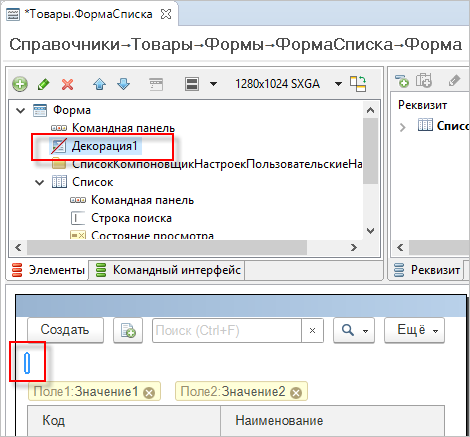 *Товары.ФормаСписка
Справочники→Товары→Формы→ФормаСписка→Форма
1280x1024 SXGA
Форма
Командная панель
Декорация1
СписокКомпоновщикНастроекПользовательскиеНа
Список
Командная панель
Строка поиска
Состояние просмотра
Элементы Командный интерфейс
Реквизит
Списо
Реквизит
Создать Поиск (Ctrl+F) × Ещё
Поле1:Значение1 Поле2:Значение2
Код Наименование